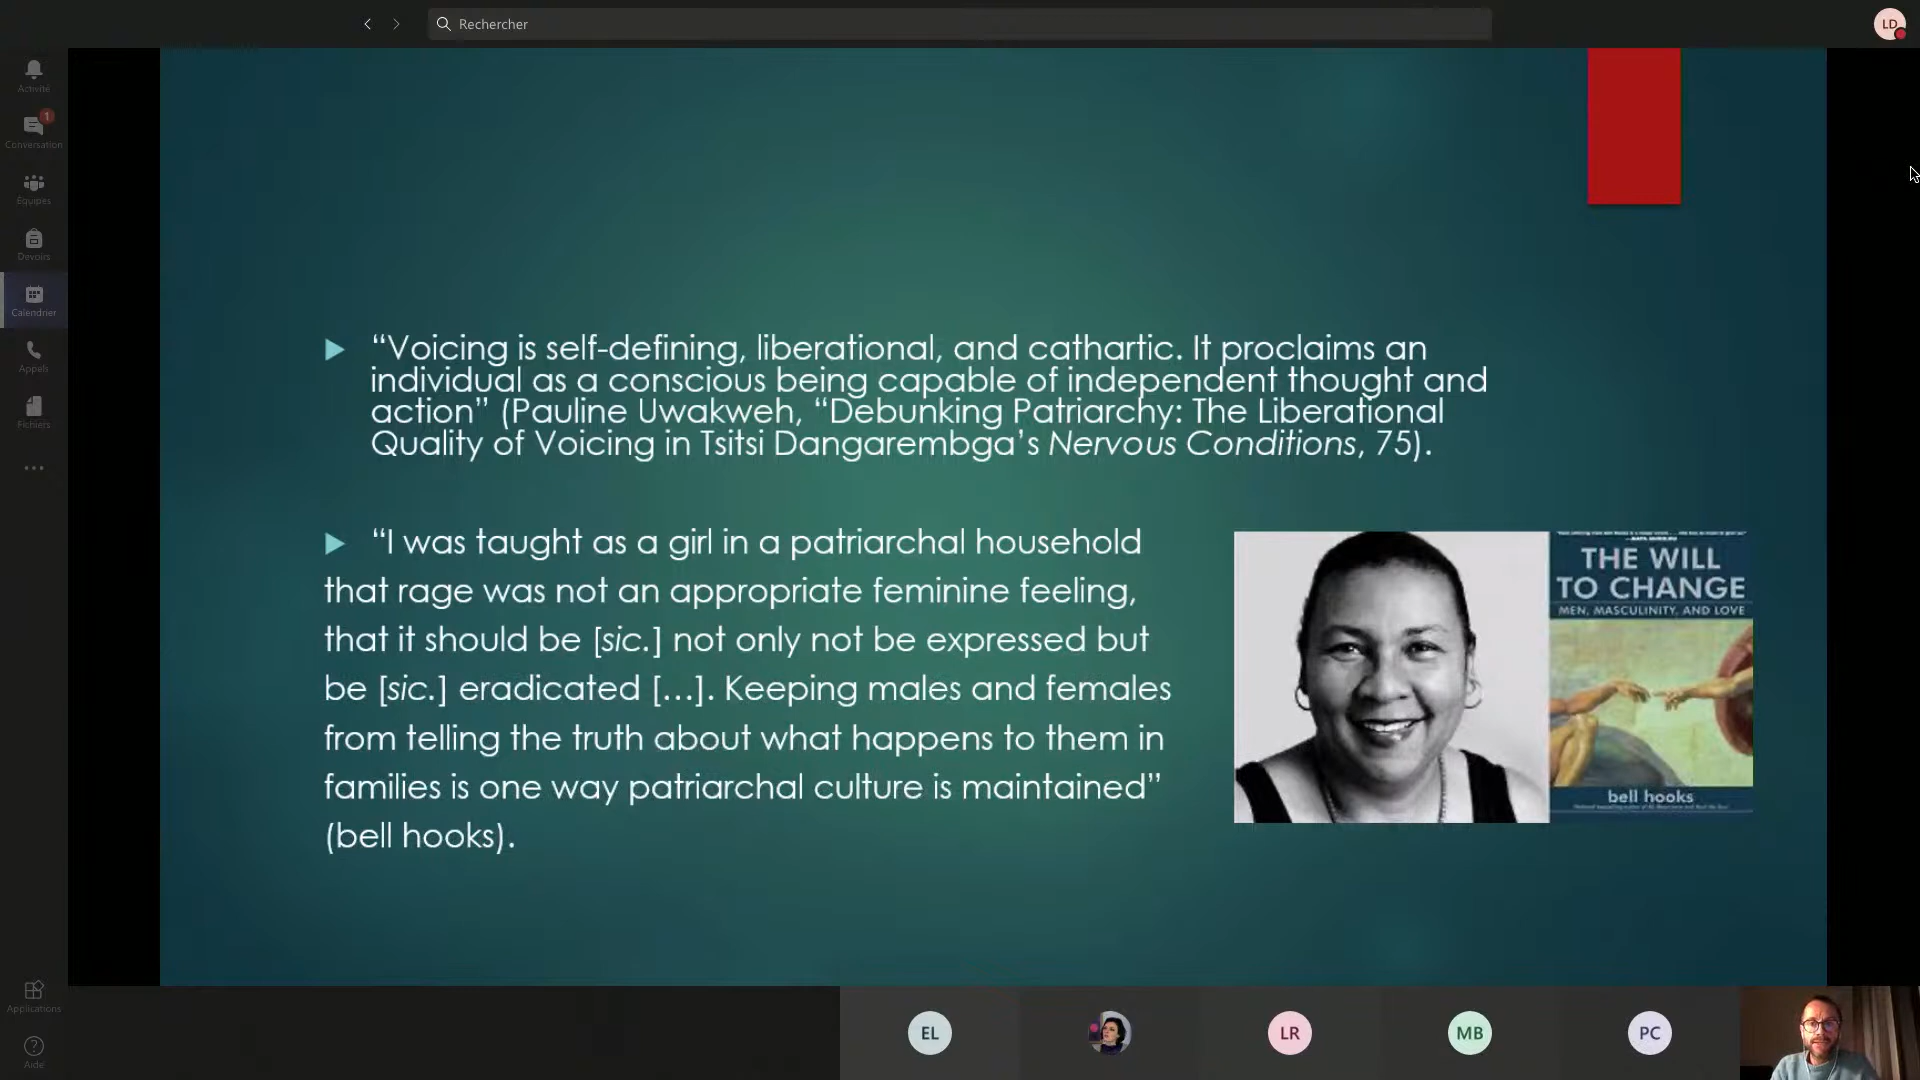 Rechercher
LD
Activité
1
Conversation
Équipes
Devoirs
Calendrier
Appels
Fichiers
“Voicing is self-defining, liberational, and cathartic. It proclaims an
individual as a conscious being capable of independent thought and
action” (Pauline Uwakweh, “Debunking Patriarchy: The Liberational
Quality of Voicing in Tsitsi Dangarembga’s Nervous Conditions, 75).
“I was taught as a girl in a patriarchal household
that rage was not an appropriate feminine feeling,
that it should be [sic.] not only not be expressed but
be [sic.] eradicated […]. Keeping males and females
from telling the truth about what happens to them in
families is one way patriarchal culture is maintained”
(bell hooks).
THE WILL
TO CHANGE
MEN, MASCULINITY, AND LOVE
bell hooks
Applications
Aide
EL
LR
MB
PC